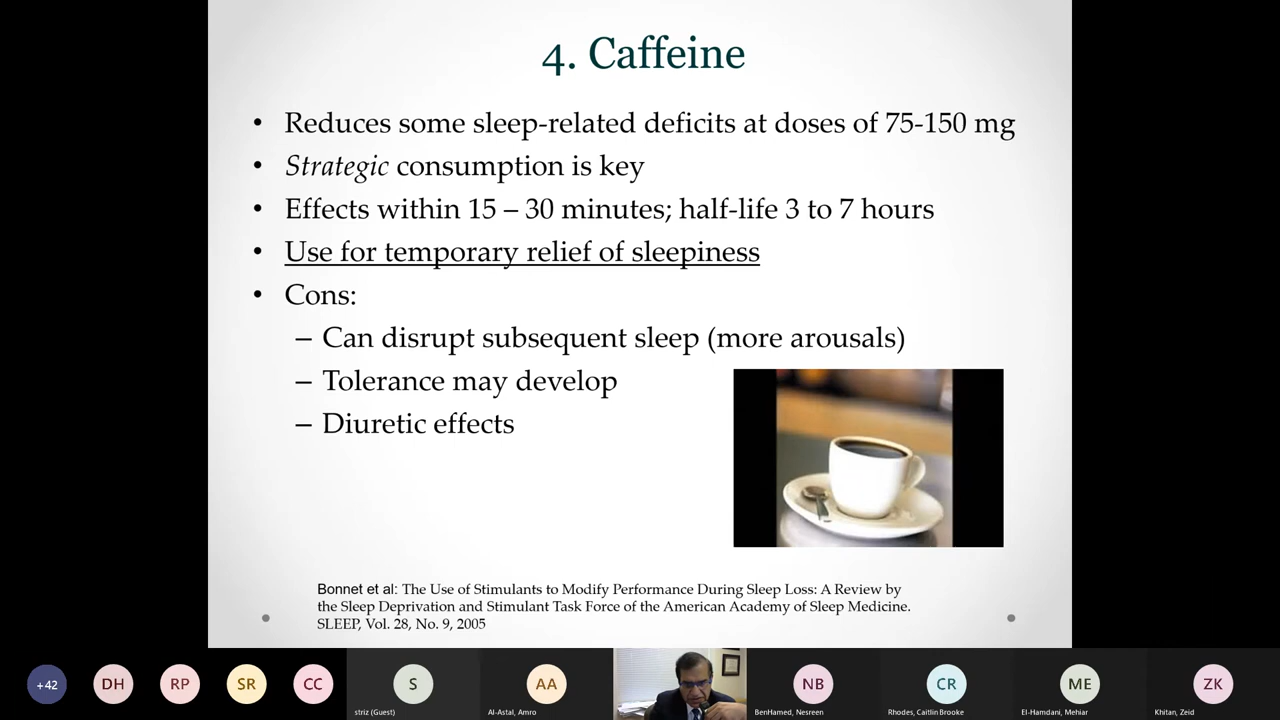 4. Caffeine
• Reduces some sleep-related deficits at doses of 75-150 mg
• Strategic consumption is key
• Effects within 15 – 30 minutes; half-life 3 to 7 hours
• Use for temporary relief of sleepiness
• Cons:
– Can disrupt subsequent sleep (more arousals)
– Tolerance may develop
– Diuretic effects
Bonnet et al: The Use of Stimulants to Modify Performance During Sleep Loss: A Review by
the Sleep Deprivation and Stimulant Task Force of the American Academy of Sleep Medicine.
SLEEP, Vol. 28, No. 9, 2005
+42 DH RP SR CC S AA NB CR ME ZK
striz (Guest) Al-Astal, Amro BenHamed, Nesreen Rhodes, Caitlin Brooke El-Hamdani, Mehiar Khitan, Zeid